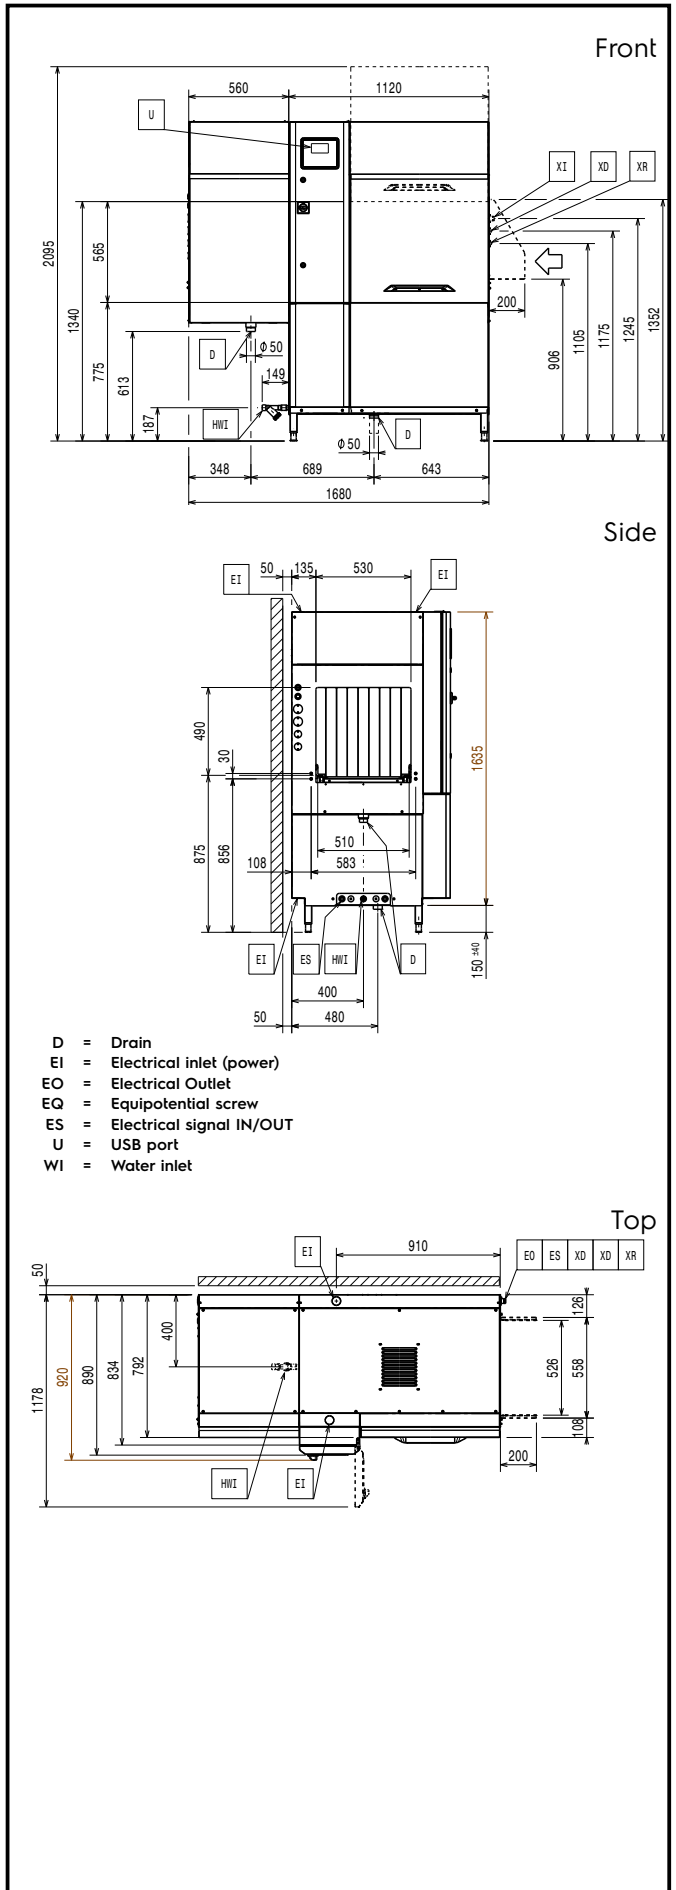 Front
560
1120
U
XI
XD
XR
2095
1340
565
775
613
187
D
Φ50
149
HWI
D
Φ50
200
906
1105
1175
1245
1352
348
689
643
1680
Side
50
135
530
EI
EI
490
30
875
856
1635
510
108
583
EI
ES
HWI
D
150 ±40
400
50
480
D = Drain
EI = Electrical inlet (power)
EO = Electrical Outlet
EQ = Equipotential screw
ES = Electrical signal IN/OUT
U = USB port
WI = Water inlet
Top
EI
910
EO ES XD XD XR
50
1178
920
890
834
792
400
126
526
558
108
200
HWI
EI